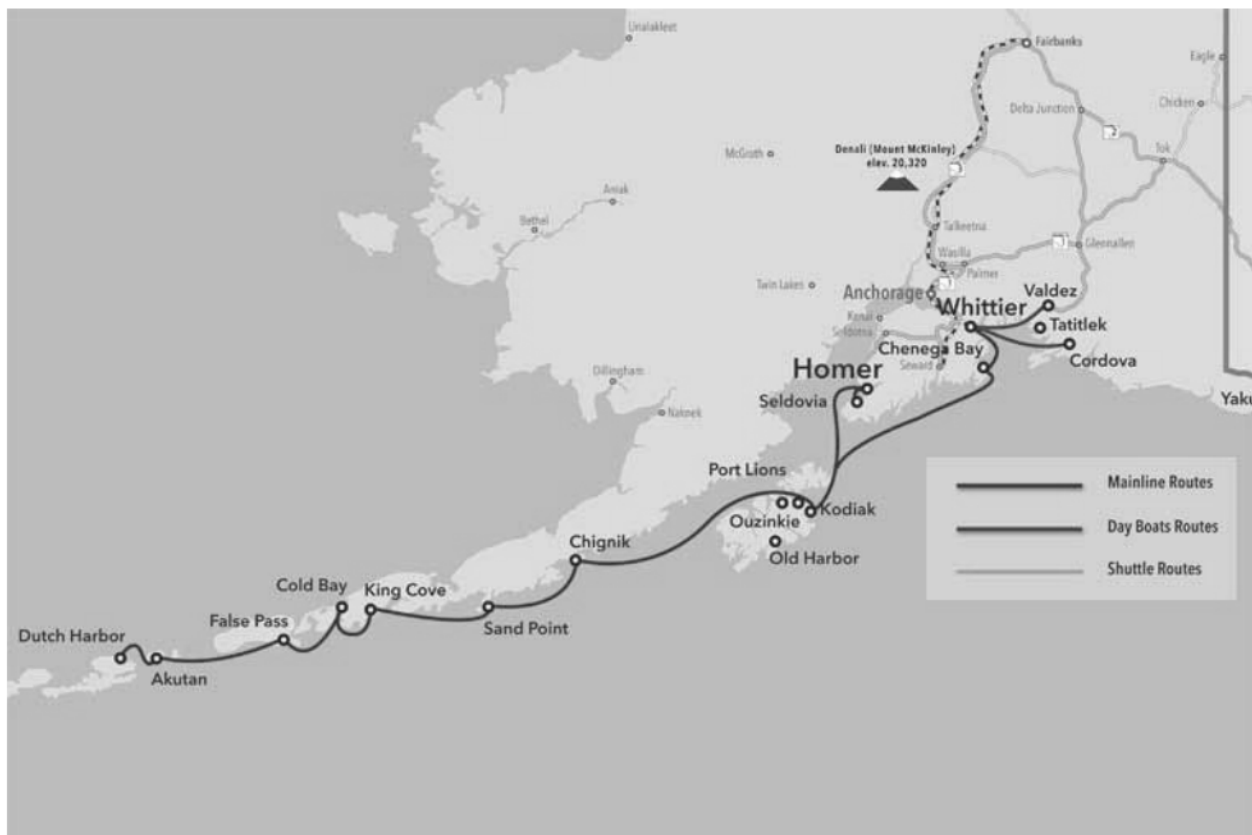 Unalakleet
Fairbanks
Eagle
Chicken
Delta Junction
Tok
McGrath
Denali (Mount McKinley)
elev. 20,320
Aniak
Bethel
Talkeetna
Wasilla
Glennallen
Palmer
Twin Lakes
Anchorage
Kenai
Soldotna
Whittier
Valdez
Tatitlek
Chenega Bay
Cordova
Seward
Homer
Seldovia
Dillingham
Naknek
Yaku
Port Lions
Kodiak
Ouzinkie
Old Harbor
Chignik
Cold Bay
King Cove
Sand Point
False Pass
Dutch Harbor
Akutan
Mainline Routes
Day Boats Routes
Shuttle Routes